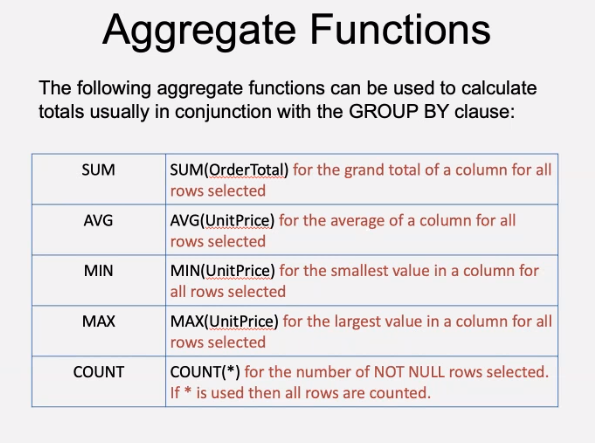 Aggregate Functions
The following aggregate functions can be used to calculate
totals usually in conjunction with the GROUP BY clause:
SUM
SUM(OrderTotal) for the grand total of a column for all
rows selected
AVG
AVG(UnitPrice) for the average of a column for all
rows selected
MIN
MIN(UnitPrice) for the smallest value in a column for
all rows selected
MAX
MAX(UnitPrice) for the largest value in a column for all
rows selected
COUNT
COUNT(*) for the number of NOT NULL rows selected.
If * is used then all rows are counted.